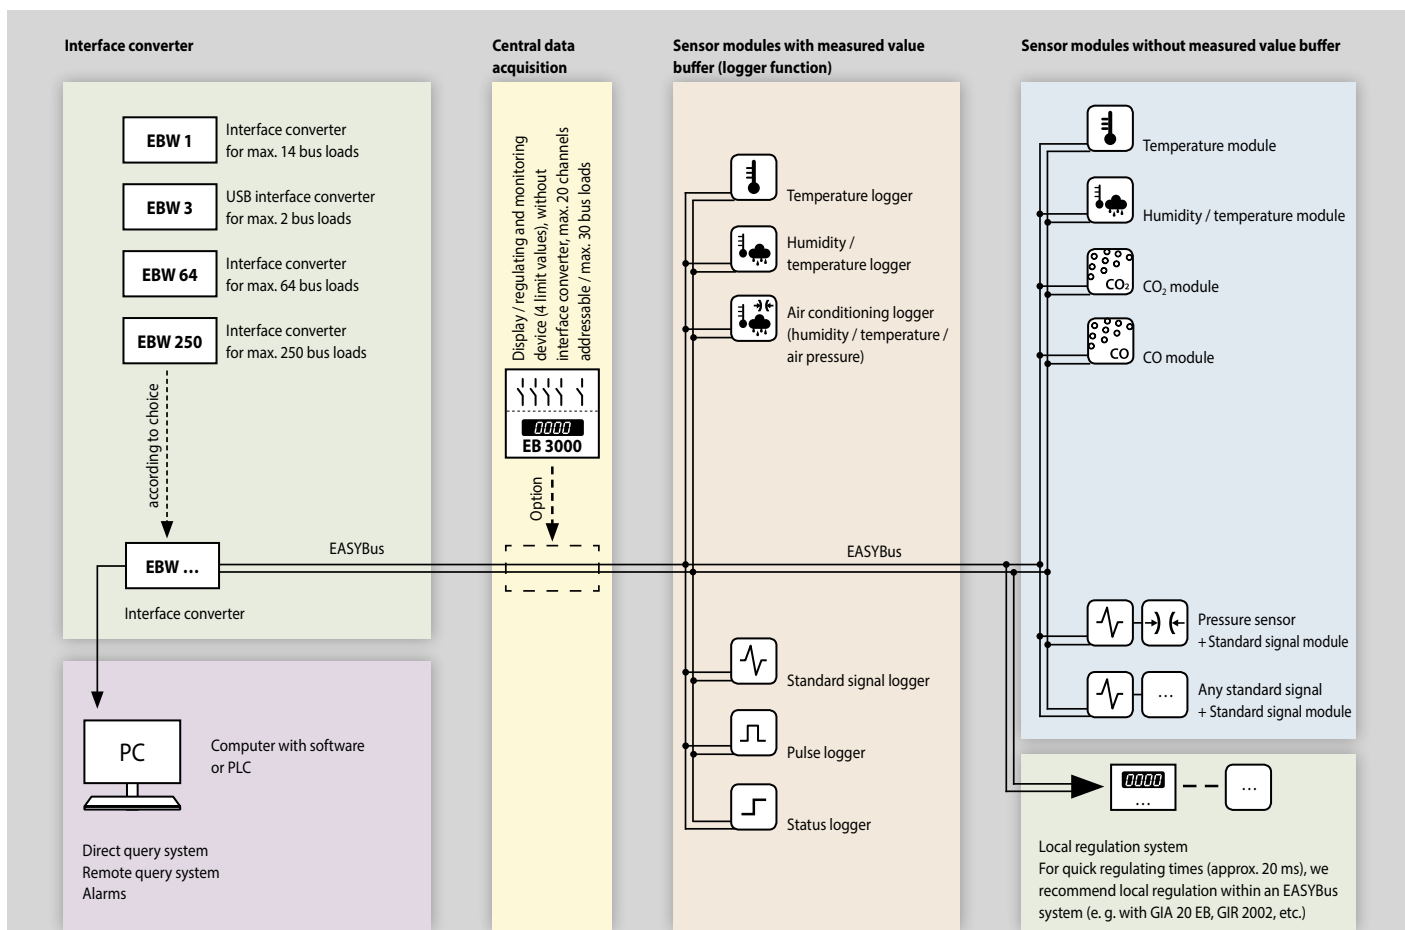 Interface converter
EBW 1
Interface converter
for max. 14 bus loads
EBW 3
USB interface converter
for max. 2 bus loads
EBW 64
Interface converter
for max. 64 bus loads
EBW 250
Interface converter
for max. 250 bus loads
according to choice
EBW ...
Interface converter
EASYBus
PC
Computer with software
or PLC
Direct query system
Remote query system
Alarms
Central data
acquisition
Display / regulating and monitoring
device (4 limit values), without
interface converter, max. 20 channels
addressable / max. 30 bus loads
0000
EB 3000
Option
Sensor modules with measured value
buffer (logger function)
Temperature logger
Humidity /
temperature logger
Air conditioning logger
(humidity / temperature /
air pressure)
EASYBus
Standard signal logger
Pulse logger
Status logger
Sensor modules without measured value buffer
Temperature module
Humidity / temperature module
CO₂
CO₂ module
CO
CO module
Pressure sensor
+ Standard signal module
...
Any standard signal
+ Standard signal module
0000
...
...
Local regulation system
For quick regulating times (approx. 20 ms), we
recommend local regulation within an EASYBus
system (e. g. with GIA 20 EB, GIR 2002, etc.)